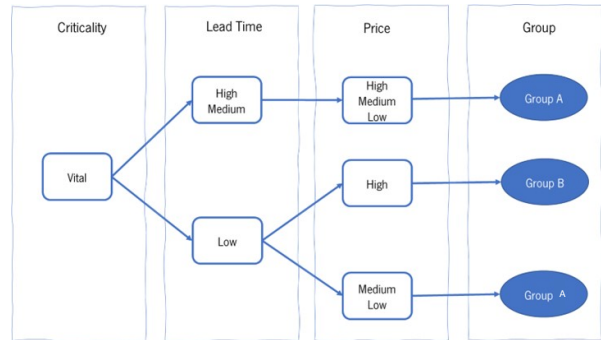 Criticality
Lead Time
Price
Group
High
Medium
High
Medium
Low
Group A
Vital
High
Group B
Low
Medium
Low
Group A